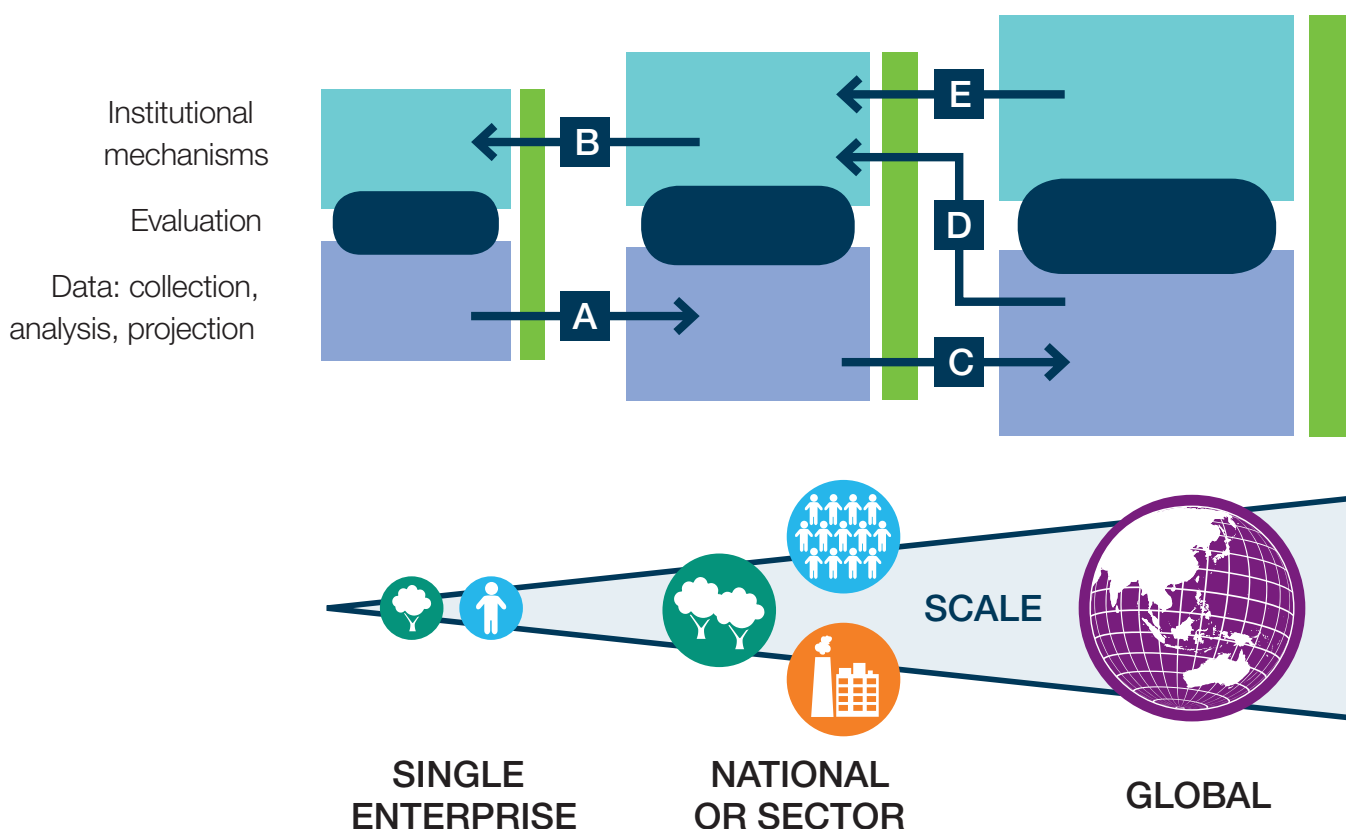 Institutional
mechanisms
Evaluation
Data: collection,
analysis, projection
B
E
D
A
C
SCALE
SINGLE
ENTERPRISE
NATIONAL
OR SECTOR
GLOBAL